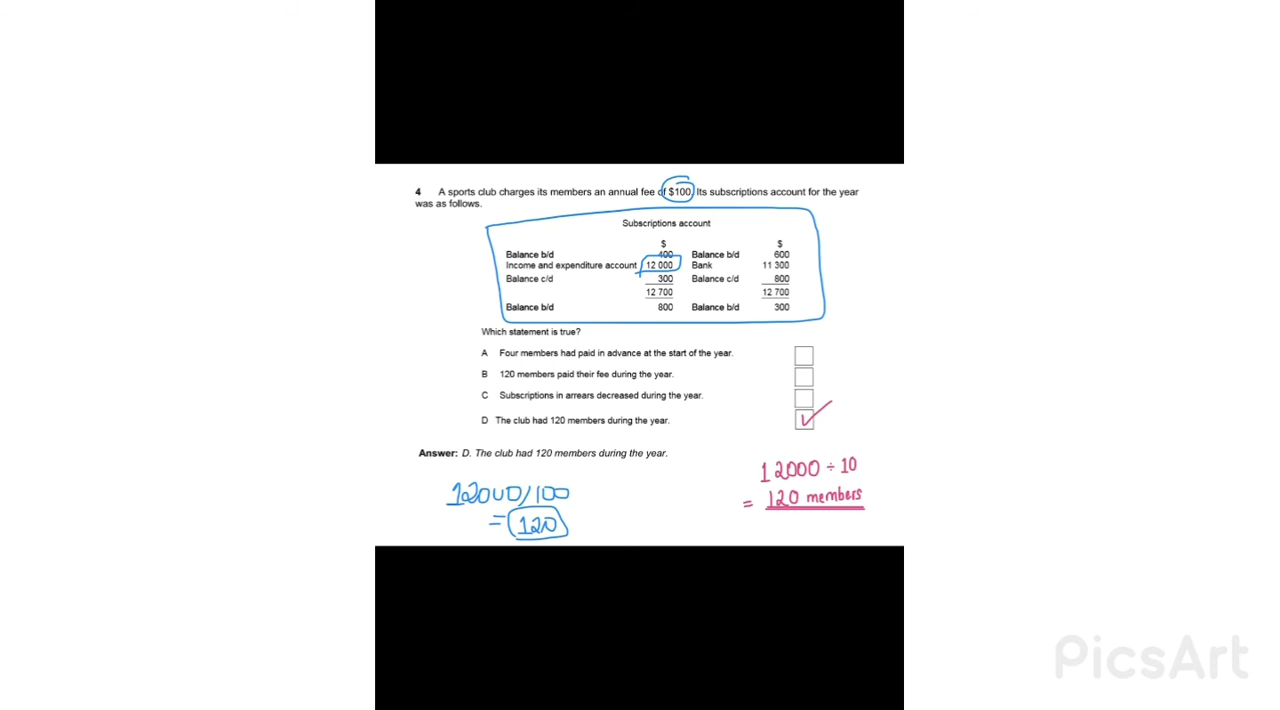 4 A sports club charges its members an annual fee of $100. Its subscriptions account for the year
was as follows.
Subscriptions account
$ $
Balance b/d 400 Balance b/d 600
Income and expenditure account 12 000 Bank 11 300
Balance c/d 300 Balance c/d 800
12 700 12 700
Balance b/d 800 Balance b/d 300
Which statement is true?
A Four members had paid in advance at the start of the year.
B 120 members paid their fee during the year.
C Subscriptions in arrears decreased during the year.
D The club had 120 members during the year.
Answer: D. The club had 120 members during the year.
12000/100
= 120
12000 ÷ 10
= 120 members
PicsArt